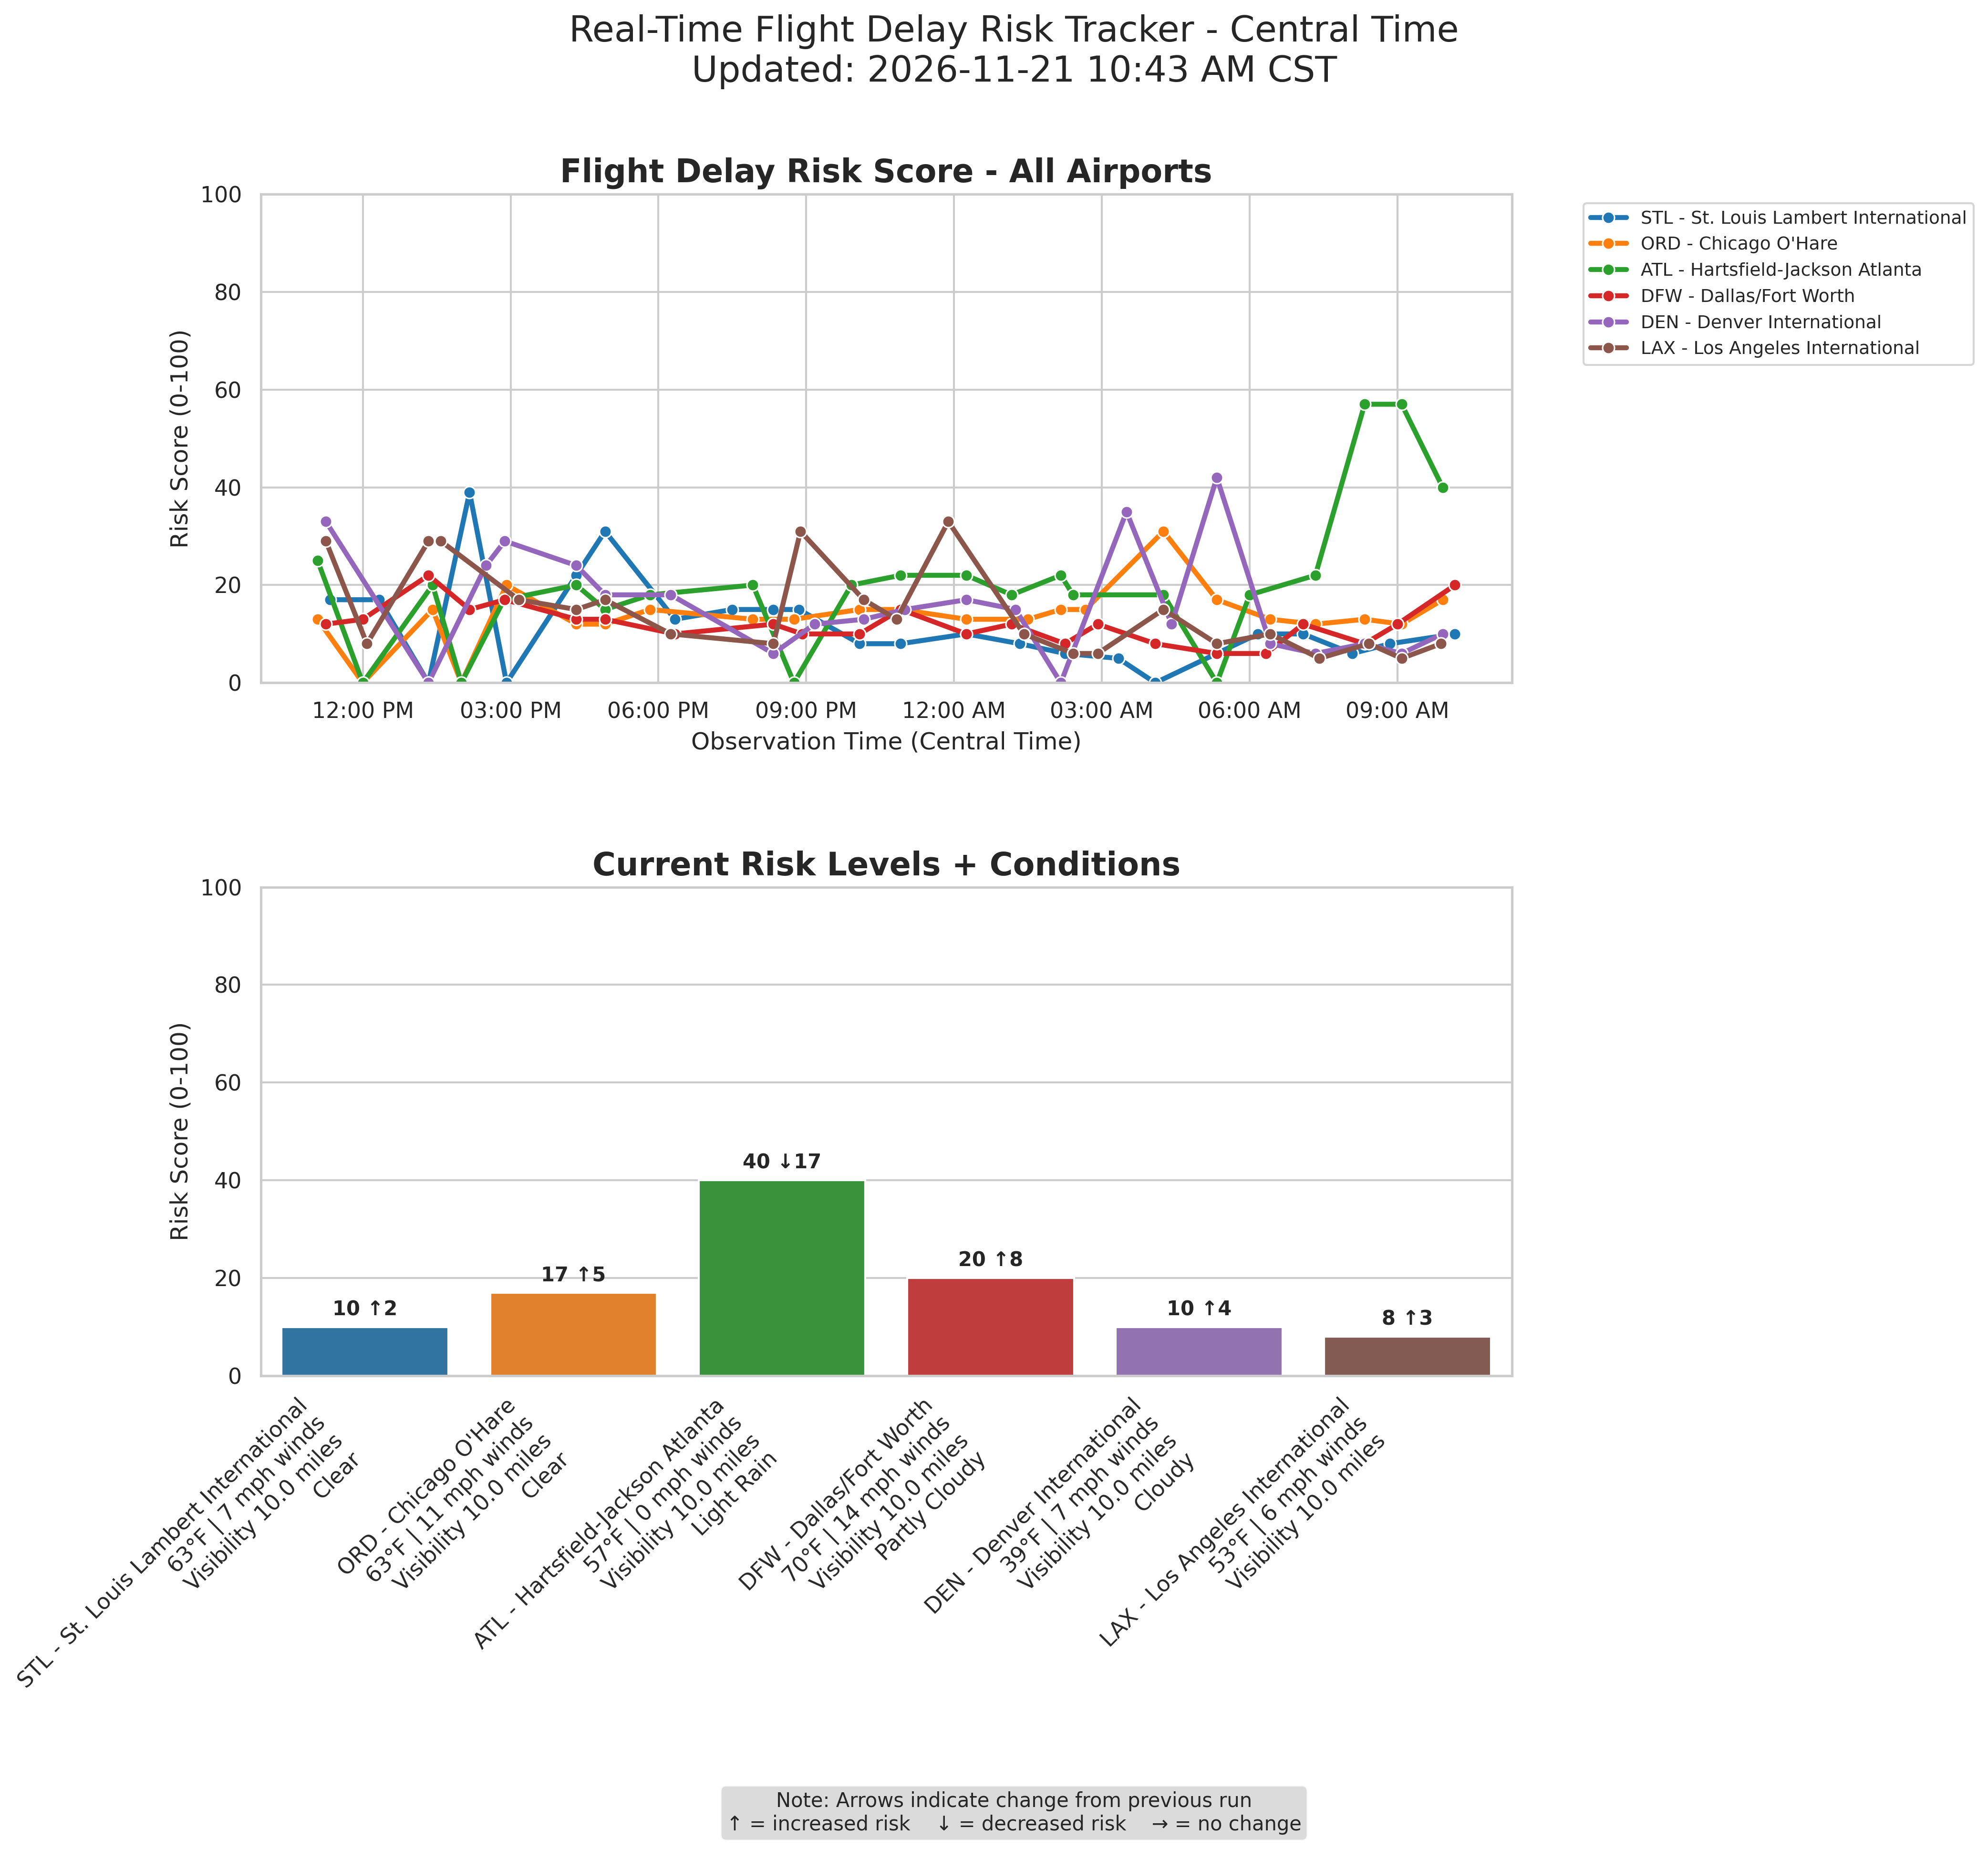 Real-Time Flight Delay Risk Tracker - Central Time
Updated: 2026-11-21 10:43 AM CST
Flight Delay Risk Score - All Airports
Risk Score (0-100)
100
80
60
40
20
0
12:00 PM
03:00 PM
06:00 PM
09:00 PM
12:00 AM
03:00 AM
06:00 AM
09:00 AM
Observation Time (Central Time)
STL - St. Louis Lambert International
ORD - Chicago O'Hare
ATL - Hartsfield-Jackson Atlanta
DFW - Dallas/Fort Worth
DEN - Denver International
LAX - Los Angeles International
Current Risk Levels + Conditions
Risk Score (0-100)
100
80
60
40
20
0
10 ↑2
17 ↑5
40 ↓17
20 ↑8
10 ↑4
8 ↑3
STL - St. Louis Lambert International
63°F | 7 mph winds
Visibility 10.0 miles
Clear
ORD - Chicago O'Hare
63°F | 11 mph winds
Visibility 10.0 miles
Clear
ATL - Hartsfield-Jackson Atlanta
57°F | 0 mph winds
Visibility 10.0 miles
Light Rain
DFW - Dallas/Fort Worth
70°F | 14 mph winds
Visibility 10.0 miles
Partly Cloudy
DEN - Denver International
39°F | 7 mph winds
Visibility 10.0 miles
Cloudy
LAX - Los Angeles International
53°F | 6 mph winds
Visibility 10.0 miles
Note: Arrows indicate change from previous run
↑ = increased risk ↓ = decreased risk → = no change